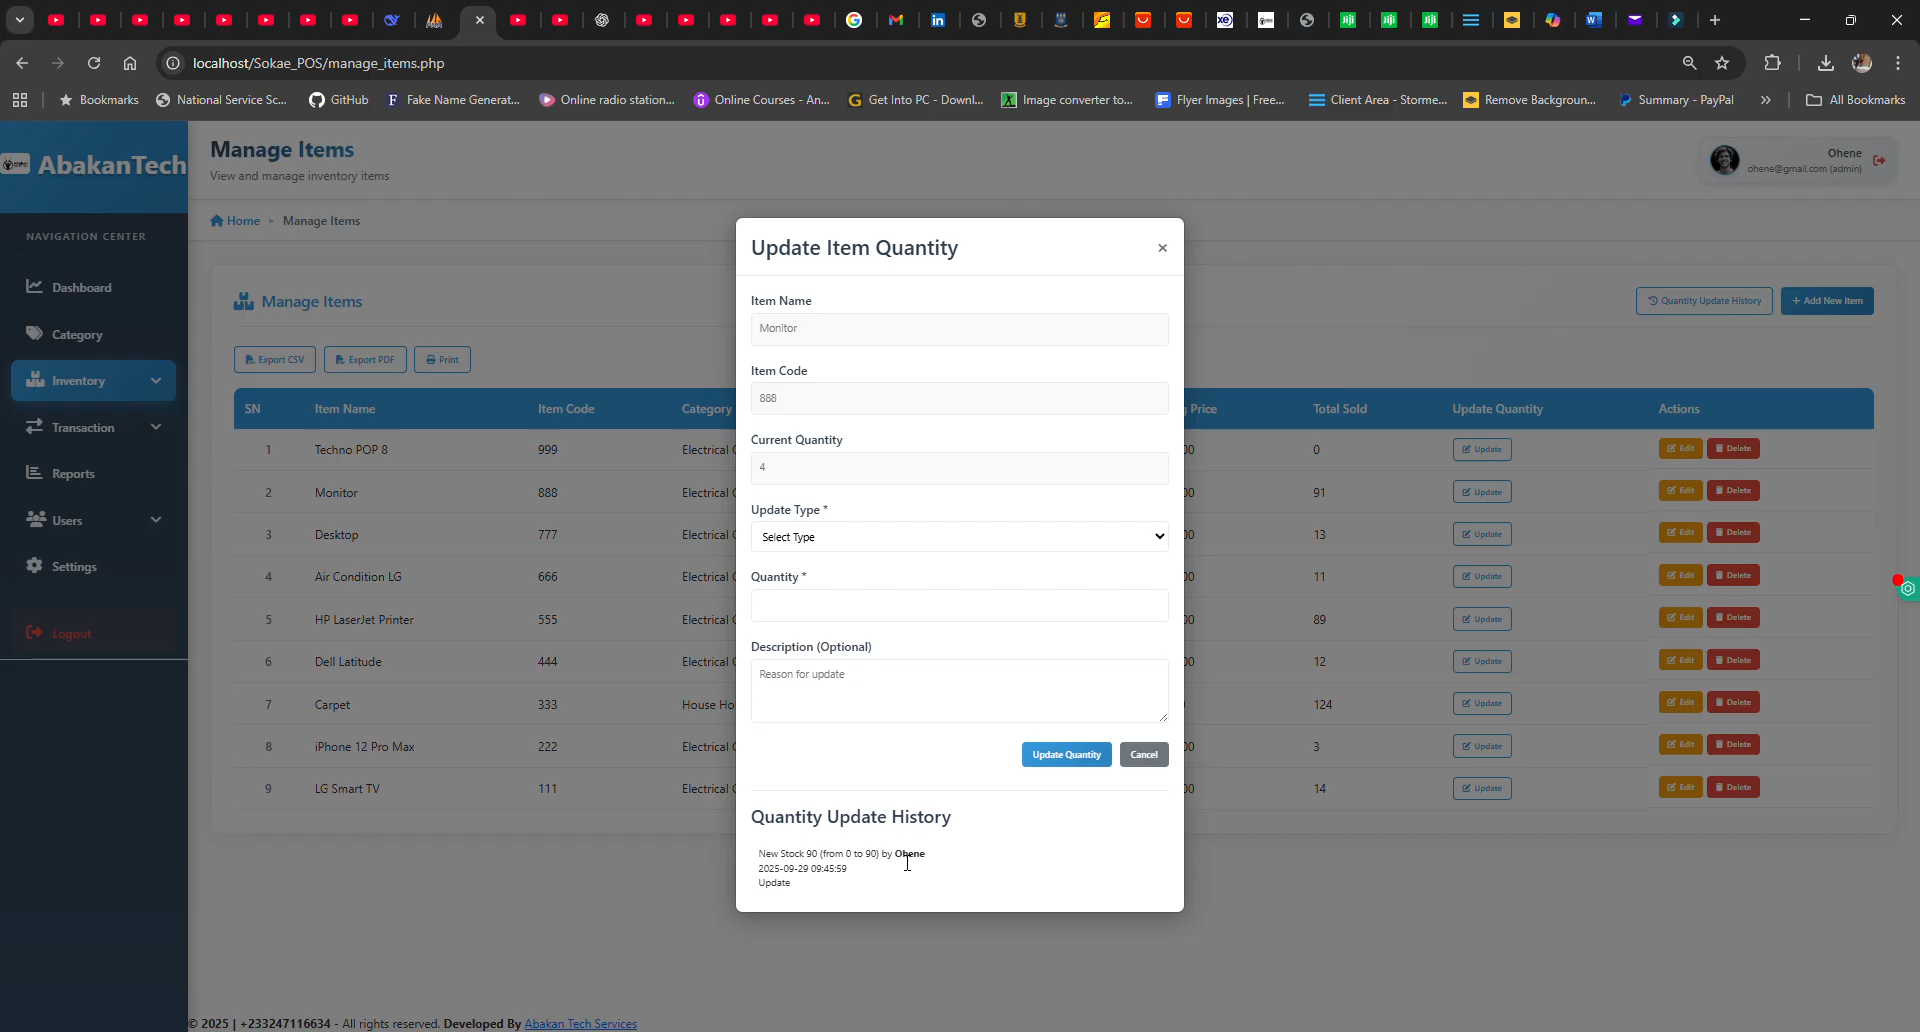 localhost/Sokae_POS/manage_items.php
Bookmarks
National Service Sc...
GitHub
Fake Name Generat...
Online radio station...
Online Courses - An...
Get Into PC - Downl...
Image converter to...
Flyer Images | Free...
Client Area - Storme...
Remove Backgroun...
Summary - PayPal
All Bookmarks
AbakanTech
Manage Items
View and manage inventory items
Ohene
ohene@gmail.com (admin)
NAVIGATION CENTER
Dashboard
Category
Inventory
Transaction
Reports
Users
Settings
Logout
Home
Manage Items
Manage Items
Quantity Update History
+ Add New Item
Export CSV
Export PDF
Print
SN Item Name Item Code Category Price Total Sold Update Quantity Actions
1 Techno POP 8 999 Electrical 00 0 Update Edit Delete
2 Monitor 888 Electrical 00 91 Update Edit Delete
3 Desktop 777 Electrical 00 13 Update Edit Delete
4 Air Condition LG 666 Electrical 00 11 Update Edit Delete
5 HP LaserJet Printer 555 Electrical 00 89 Update Edit Delete
6 Dell Latitude 444 Electrical 00 12 Update Edit Delete
7 Carpet 333 House Ho 124 Update Edit Delete
8 iPhone 12 Pro Max 222 Electrical 00 3 Update Edit Delete
9 LG Smart TV 111 Electrical 00 14 Update Edit Delete
Update Item Quantity
×
Item Name
Monitor
Item Code
888
Current Quantity
4
Update Type *
Select Type
Quantity *
Description (Optional)
Reason for update
Update Quantity
Cancel
Quantity Update History
New Stock 90 (from 0 to 90) by Ohene
2025-09-29 09:45:59
Update
© 2025 | +233247116634 - All rights reserved. Developed By Abakan Tech Services